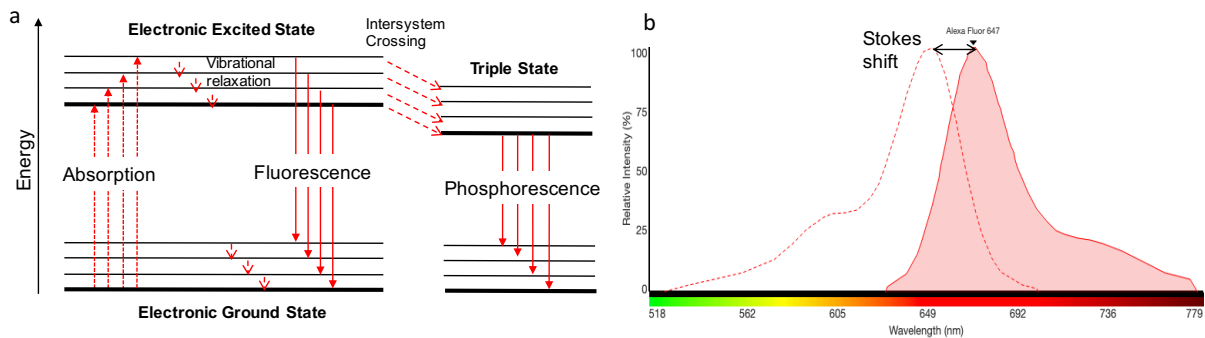 a
Electronic Excited State
Intersystem
Crossing
Vibrational
relaxation
Triple State
Energy
Absorption
Fluorescence
Phosphorescence
Electronic Ground State
b
Alexa Fluor 647
Stokes
shift
Relative Intensity (%)
100
75
50
25
0
518 562 605 649 692 736 779
Wavelength (nm)